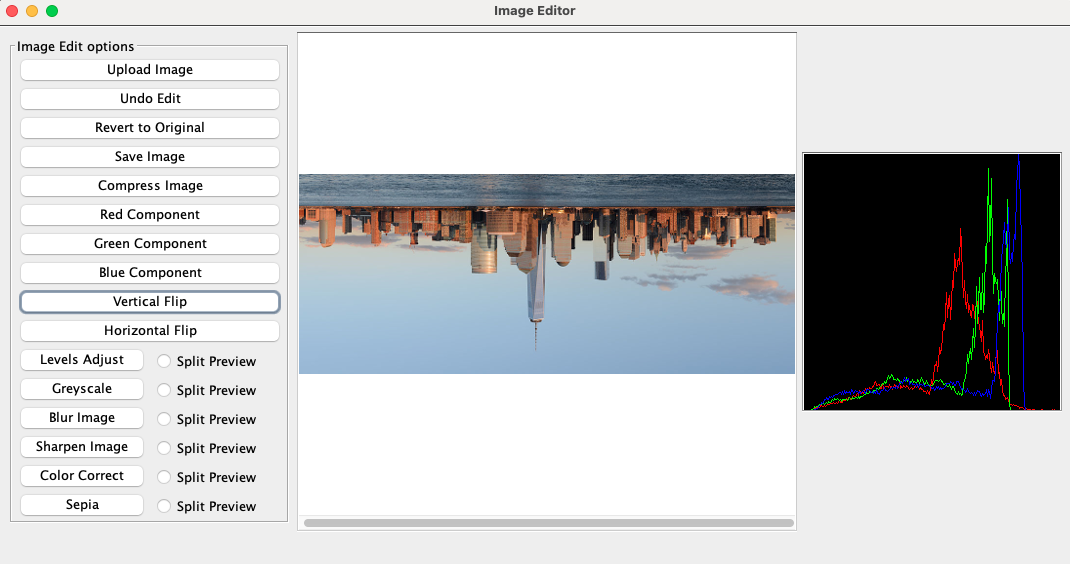 Image Editor
Image Edit options
Upload Image
Undo Edit
Revert to Original
Save Image
Compress Image
Red Component
Green Component
Blue Component
Vertical Flip
Horizontal Flip
Levels Adjust Split Preview
Greyscale Split Preview
Blur Image Split Preview
Sharpen Image Split Preview
Color Correct Split Preview
Sepia Split Preview